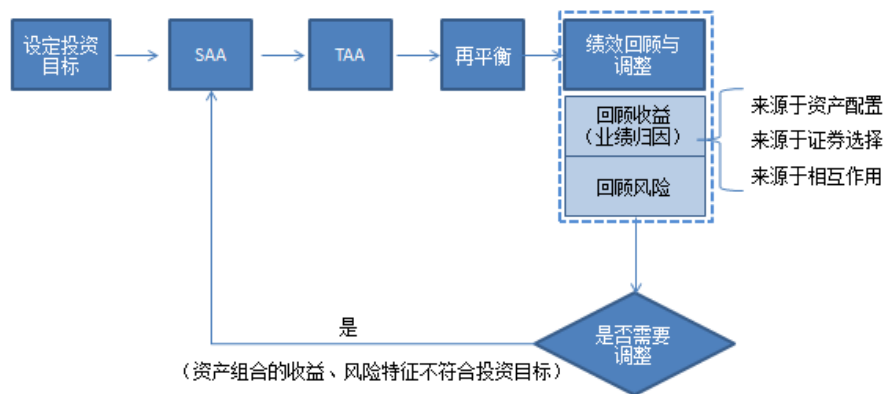 设定投资
目标
SAA
TAA
再平衡
绩效回顾与
调整
回顾收益
（业绩归因）
回顾风险
来源于资产配置
来源于证券选择
来源于相互作用
是否需要
调整
是
（资产组合的收益、风险特征不符合投资目标）